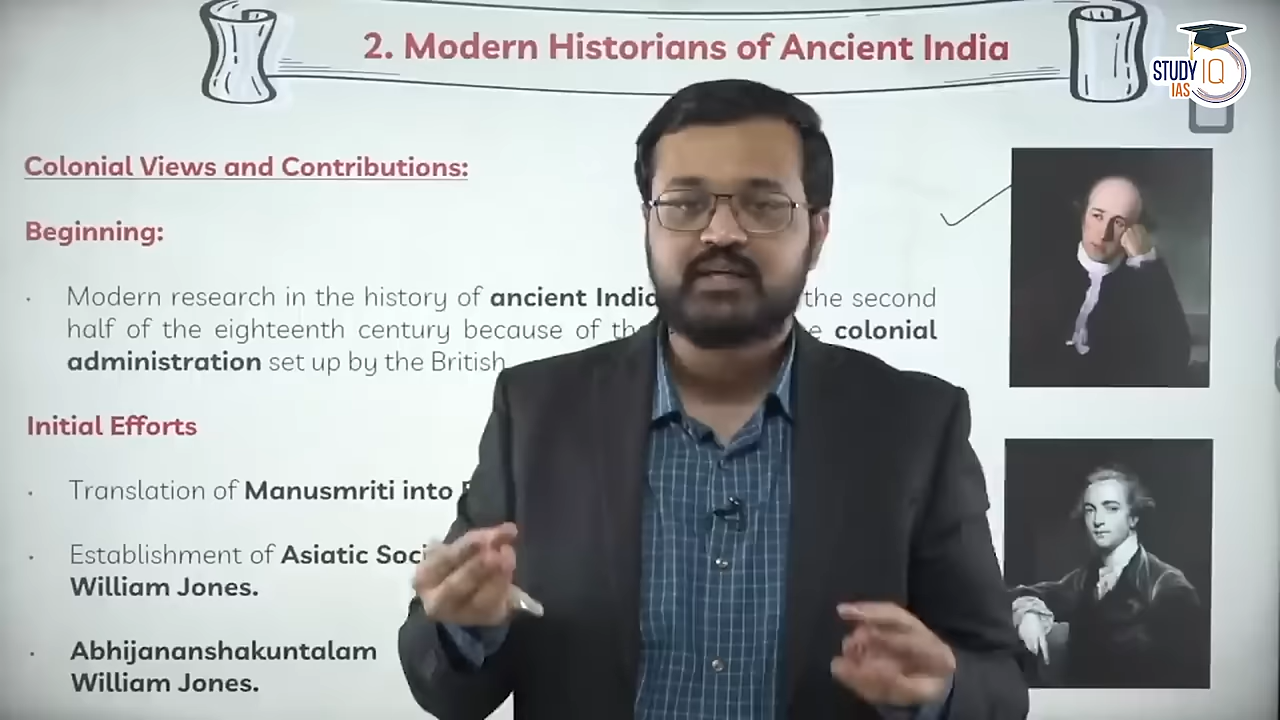 2. Modern Historians of Ancient India
STUDY IQ
IAS
Colonial Views and Contributions:
Beginning:
· Modern research in the history of ancient India the second
half of the eighteenth century because of colonial
administration set up by the British
Initial Efforts
· Translation of Manusmriti into
· Establishment of Asiatic
William Jones.
· Abhijananshakuntalam
William Jones.